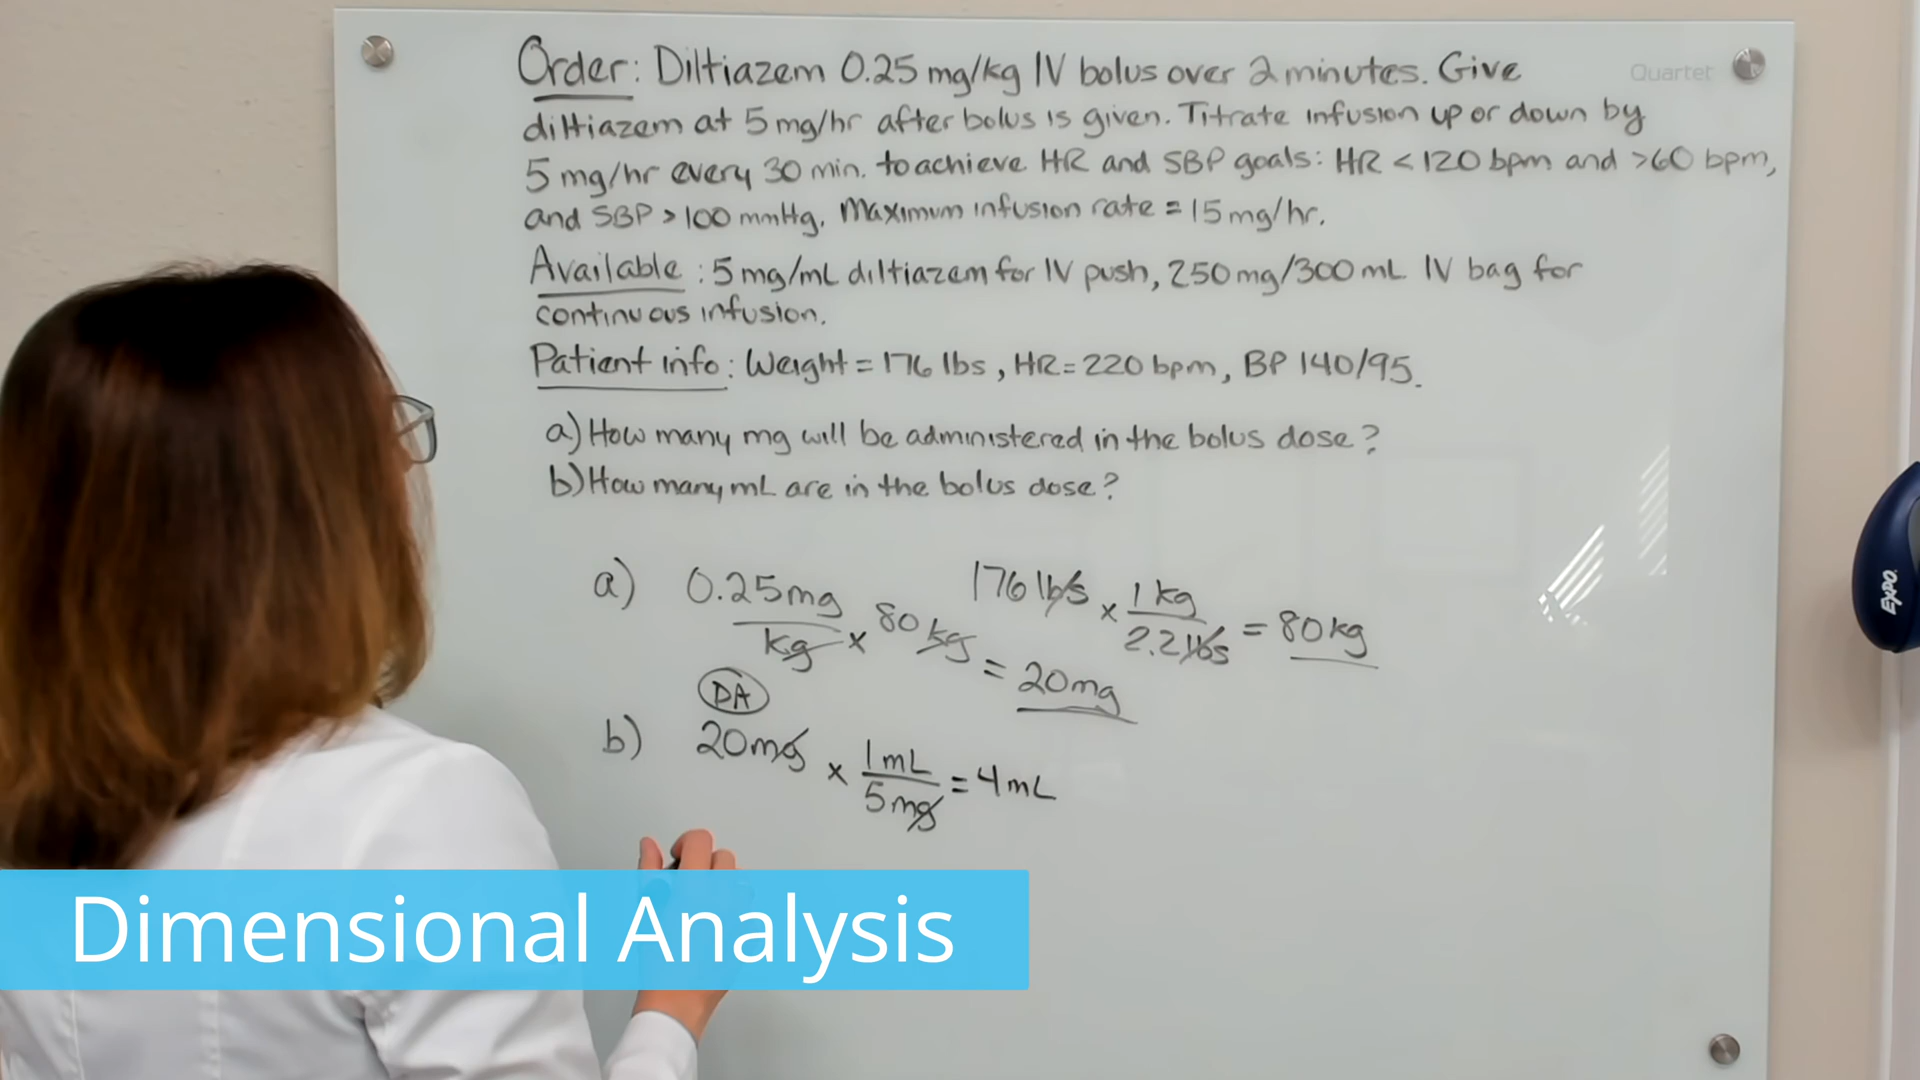 Order: Diltiazem 0.25 mg/kg IV bolus over 2 minutes. Give
Quartet
diltiazem at 5 mg/hr after bolus is given. Titrate infusion up or down by
5 mg/hr every 30 min. to achieve HR and SBP goals: HR < 120 bpm and >60 bpm,
and SBP > 100 mmHg. Maximum infusion rate = 15 mg/hr.
Available: 5 mg/mL diltiazem for IV push, 250 mg/300 mL IV bag for
continuous infusion.
Patient info: Weight = 176 lbs, HR = 220 bpm, BP 140/95.
a) How many mg will be administered in the bolus dose?
b) How many mL are in the bolus dose?
a) 0.25 mg / kg × 80 kg = 20 mg
176 lbs × 1 kg / 2.2 lbs = 80 kg
DA
b) 20 mg × 1 mL / 5 mg = 4 mL
EXPO
Dimensional Analysis